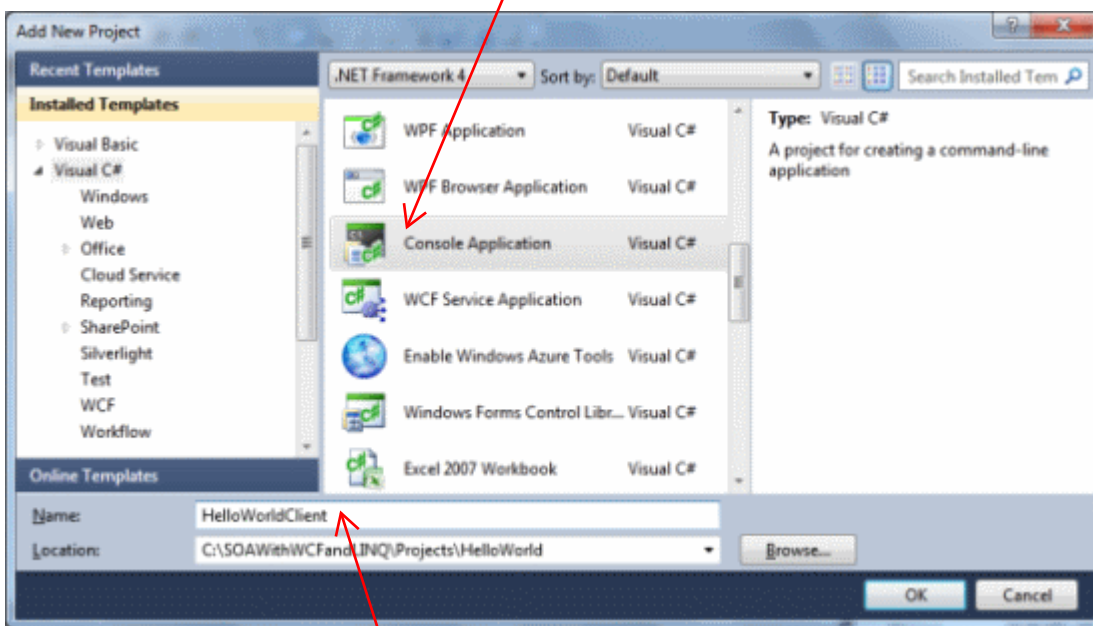 Add New Project
Recent Templates
.NET Framework 4 Sort by: Default Search Installed Tem
Installed Templates
Visual Basic
Visual C#
Windows
Web
Office
Cloud Service
Reporting
SharePoint
Silverlight
Test
WCF
Workflow
Online Templates
WPF Application Visual C#
WPF Browser Application Visual C#
Console Application Visual C#
WCF Service Application Visual C#
Enable Windows Azure Tools Visual C#
Windows Forms Control Libr... Visual C#
Excel 2007 Workbook Visual C#
Type: Visual C#
A project for creating a command-line
application
Name: HelloWorldClient
Location: C:\SOAWithWCFandLINQ\Projects\HelloWorld Browse...
OK Cancel